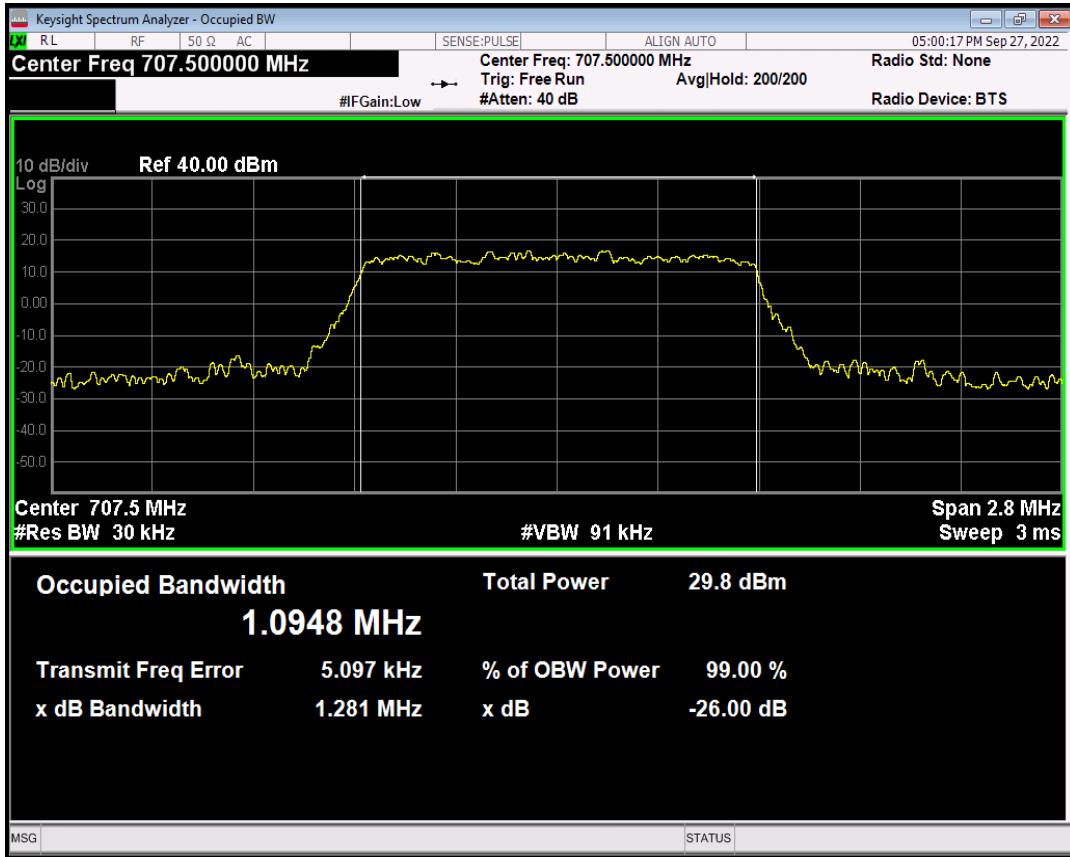 Keysight Spectrum Analyzer - Occupied BW
LXI RL RF 50 Ω AC SENSE:PULSE ALIGN AUTO 05:00:17 PM Sep 27, 2022
Center Freq 707.500000 MHz Center Freq: 707.500000 MHz Radio Std: None
Trig: Free Run Avg|Hold: 200/200
#IFGain:Low #Atten: 40 dB Radio Device: BTS
10 dB/div Ref 40.00 dBm
Log
30.0
20.0
10.0
0.00
-10.0
-20.0
-30.0
-40.0
-50.0
Center 707.5 MHz Span 2.8 MHz
#Res BW 30 kHz #VBW 91 kHz Sweep 3 ms
Occupied Bandwidth Total Power 29.8 dBm
1.0948 MHz
Transmit Freq Error 5.097 kHz % of OBW Power 99.00 %
x dB Bandwidth 1.281 MHz x dB -26.00 dB
MSG STATUS